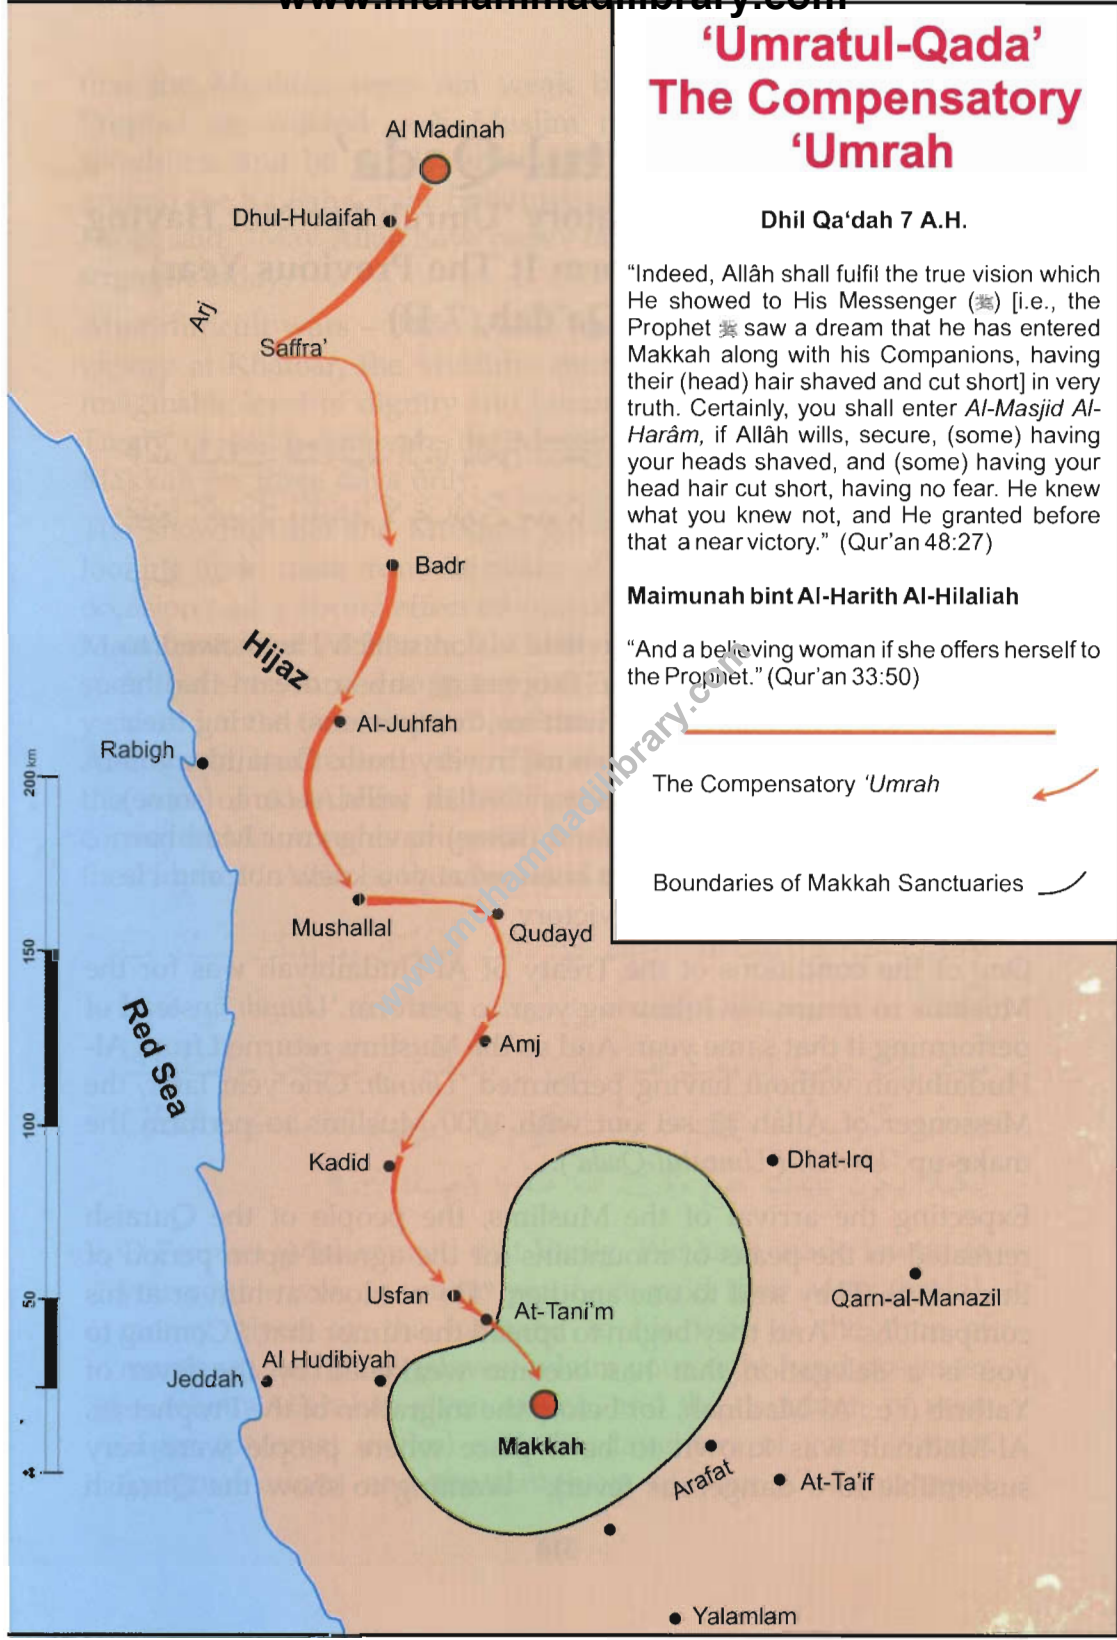 www.muhammadilibrary.com
‘Umratul-Qada’
The Compensatory
‘Umrah
Dhil Qa‘dah 7 A.H.
“Indeed, Allâh shall fulfil the true vision which
He showed to His Messenger (ﷺ) [i.e., the
Prophet ﷺ saw a dream that he has entered
Makkah along with his Companions, having
their (head) hair shaved and cut short] in very
truth. Certainly, you shall enter Al-Masjid Al-
Harâm, if Allâh wills, secure, (some) having
your heads shaved, and (some) having your
head hair cut short, having no fear. He knew
what you knew not, and He granted before
that a near victory.” (Qur’an 48:27)
Maimunah bint Al-Harith Al-Hilaliah
“And a believing woman if she offers herself to
the Prophet.” (Qur’an 33:50)
The Compensatory ‘Umrah
Boundaries of Makkah Sanctuaries
Al Madinah
Dhul-Hulaifah
Arj
Saffra’
Badr
Hijaz
Al-Juhfah
Rabigh
200 km
Mushallal
Qudayd
150
Red Sea
Amj
100
Kadid
Dhat-Irq
Qarn-al-Manazil
50
Usfan
At-Tani’m
Al Hudibiyah
Jeddah
Makkah
Arafat
At-Ta’if
Yalamlam
www.muhammadilibrary.com